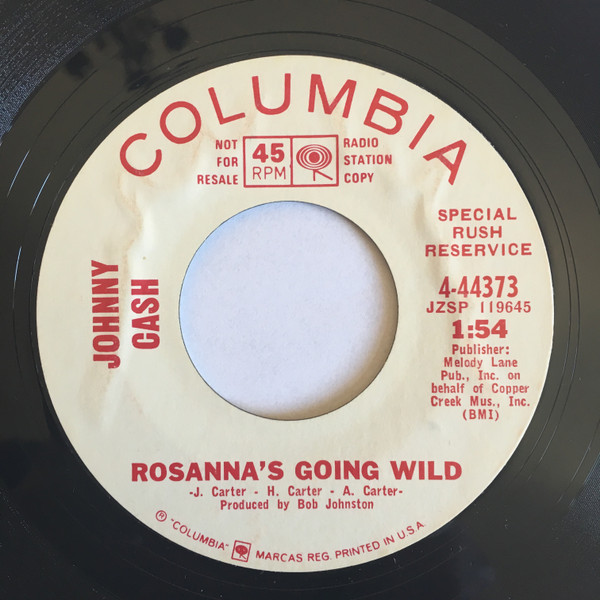 COLUMBIA
NOT
FOR
RESALE
45
RPM
RADIO
STATION
COPY
SPECIAL
RUSH
RESERVICE
JOHNNY
CASH
4-44373
JZSP 119645
1:54
Publisher:
Melody Lane
Pub., Inc. on
behalf of Copper
Creek Mus., Inc.
(BMI)
ROSANNA'S GOING WILD
-J. Carter - H. Carter - A. Carter-
Produced by Bob Johnston
® "COLUMBIA" MARCAS REG. PRINTED IN U.S.A.